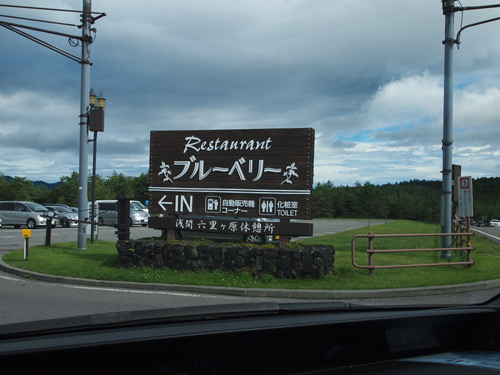 Restaurant
ブルーベリー
←IN 自動販売機コーナー 化粧室 TOILET
浅間 六里ヶ原休憩所